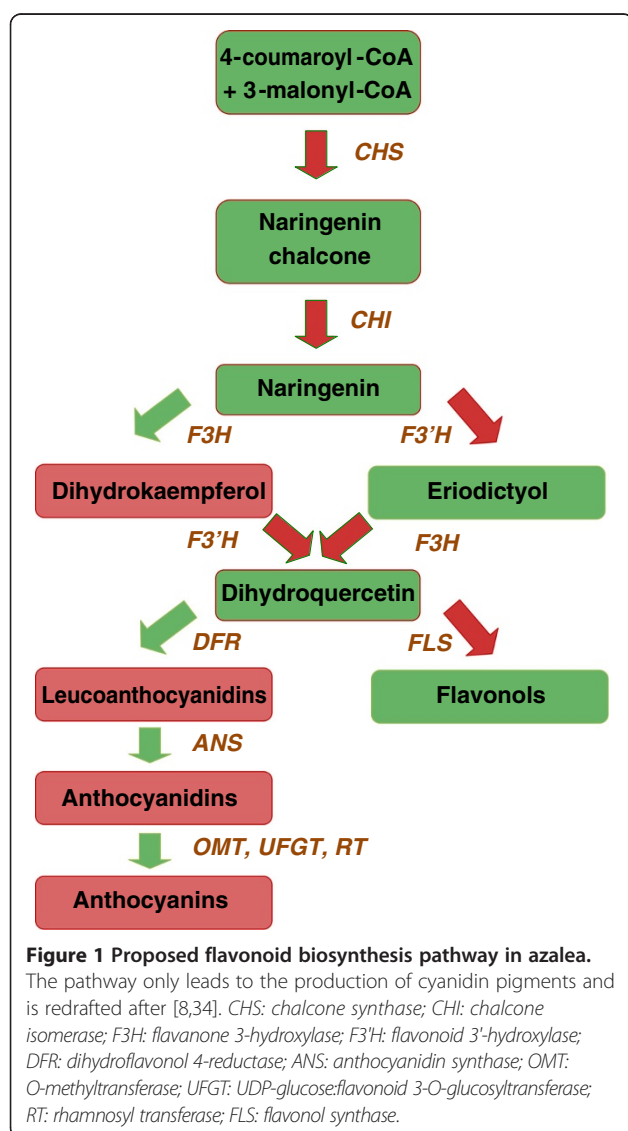 4-coumaroyl-CoA
+ 3-malonyl-CoA
CHS
Naringenin
chalcone
CHI
Naringenin
F3H
F3'H
Dihydrokaempferol
Eriodictyol
F3'H
F3H
Dihydroquercetin
DFR
FLS
Leucoanthocyanidins
Flavonols
ANS
Anthocyanidins
OMT, UFGT, RT
Anthocyanins
Figure 1 Proposed flavonoid biosynthesis pathway in azalea.
The pathway only leads to the production of cyanidin pigments and
is redrafted after [8,34]. CHS: chalcone synthase; CHI: chalcone
isomerase; F3H: flavanone 3-hydroxylase; F3'H: flavonoid 3'-hydroxylase;
DFR: dihydroflavonol 4-reductase; ANS: anthocyanidin synthase; OMT:
O-methyltransferase; UFGT: UDP-glucose:flavonoid 3-O-glucosyltransferase;
RT: rhamnosyl transferase; FLS: flavonol synthase.